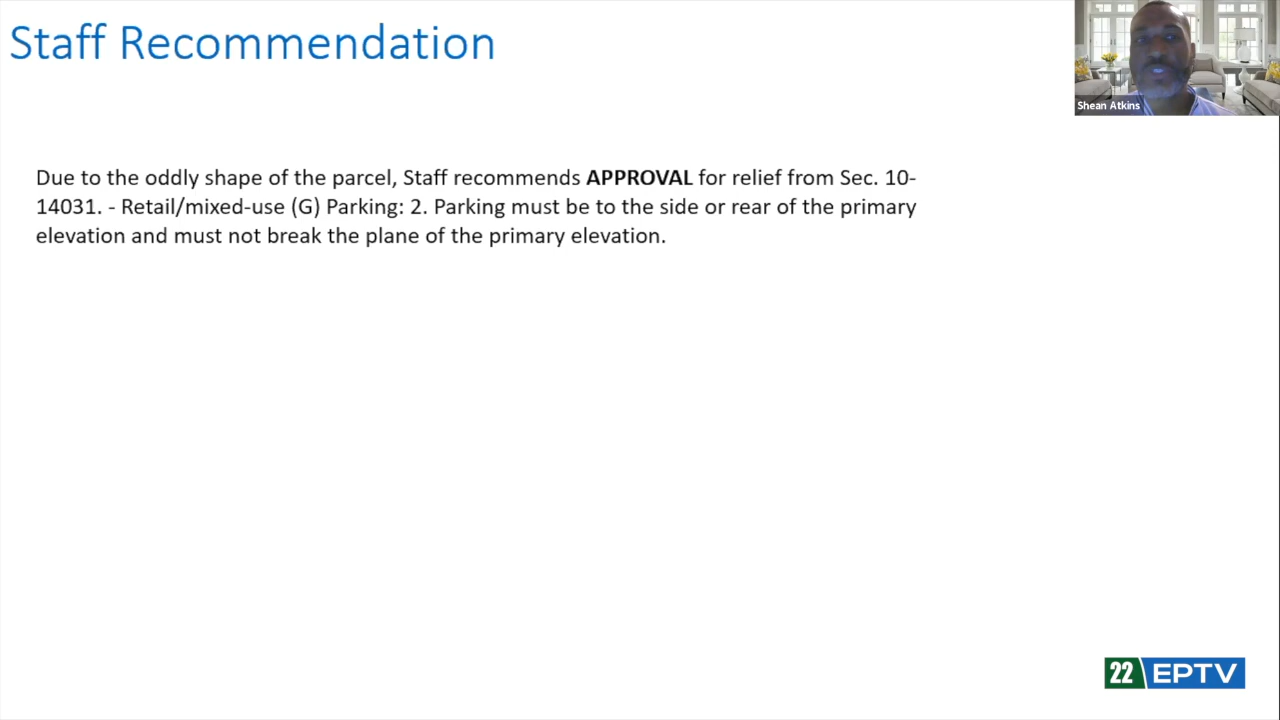 Staff Recommendation
Shean Atkins
Due to the oddly shape of the parcel, Staff recommends APPROVAL for relief from Sec. 10-
14031. - Retail/mixed-use (G) Parking: 2. Parking must be to the side or rear of the primary
elevation and must not break the plane of the primary elevation.
22 EPTV